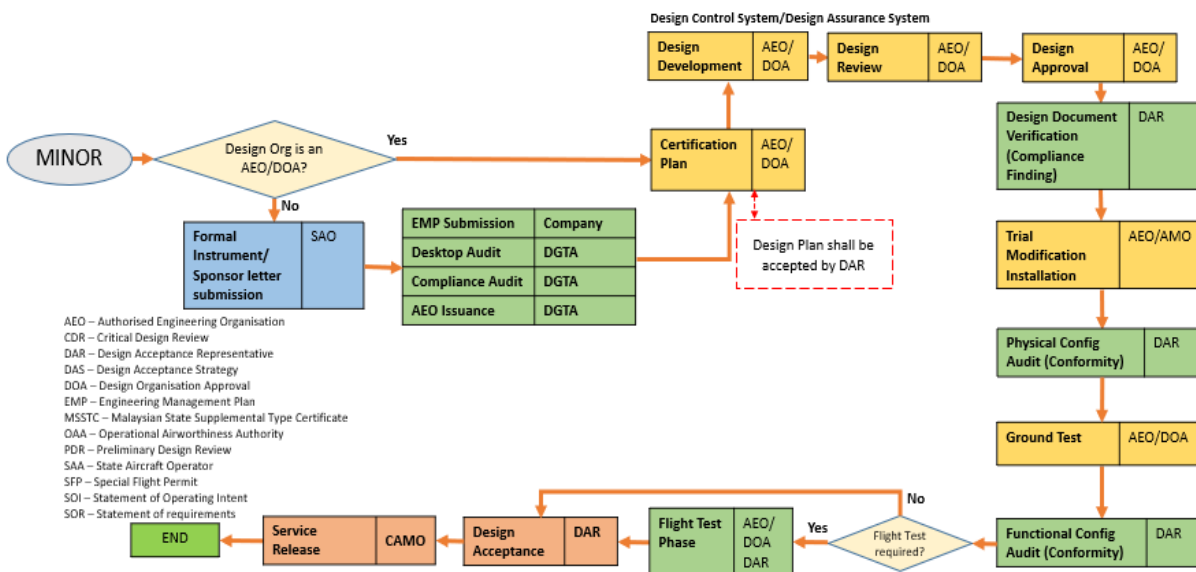 Design Control System/Design Assurance System
Design
Development
AEO/
DOA
Design
Review
AEO/
DOA
Design
Approval
AEO/
DOA
MINOR
Design Org is an
AEO/DOA?
Yes
No
Certification
Plan
AEO/
DOA
Design Document
Verification
(Compliance
Finding)
DAR
Formal
Instrument/
Sponsor letter
submission
SAO
EMP Submission
Company
Desktop Audit
DGTA
Compliance Audit
DGTA
AEO Issuance
DGTA
Design Plan shall be
accepted by DAR
Trial
Modification
Installation
AEO/AMO
AEO – Authorised Engineering Organisation
CDR – Critical Design Review
DAR – Design Acceptance Representative
DAS – Design Acceptance Strategy
DOA – Design Organisation Approval
EMP – Engineering Management Plan
MSSTC – Malaysian State Supplemental Type Certificate
OAA – Operational Airworthiness Authority
PDR – Preliminary Design Review
SAA – State Aircraft Operator
SFP – Special Flight Permit
SOI – Statement of Operating Intent
SOR – Statement of requirements
Physical Config
Audit (Conformity)
DAR
Ground Test
AEO/DOA
Functional Config
Audit (Conformity)
DAR
Flight Test
required?
No
Yes
Flight Test
Phase
AEO/
DOA
DAR
Design
Acceptance
DAR
Service
Release
CAMO
END